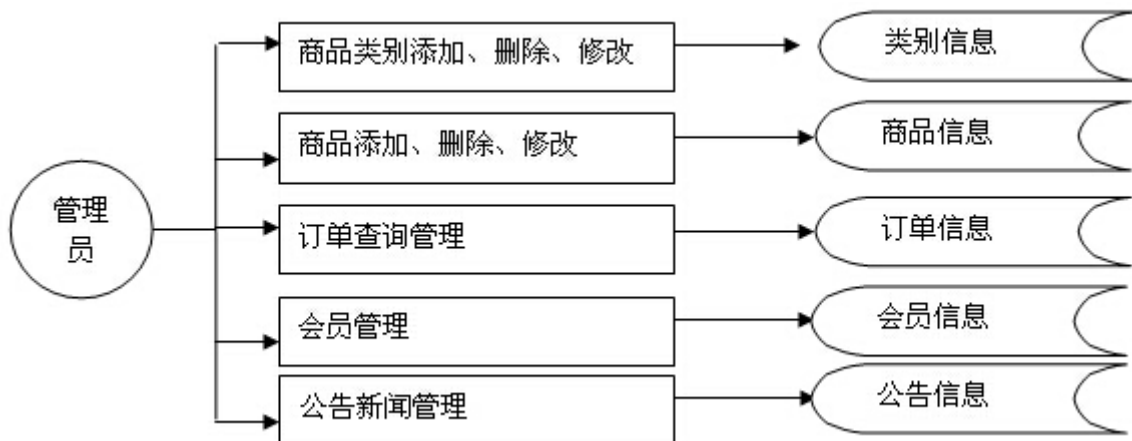 商品类别添加、删除、修改
类别信息
商品添加、删除、修改
商品信息
管理
员
订单查询管理
订单信息
会员管理
会员信息
公告新闻管理
公告信息